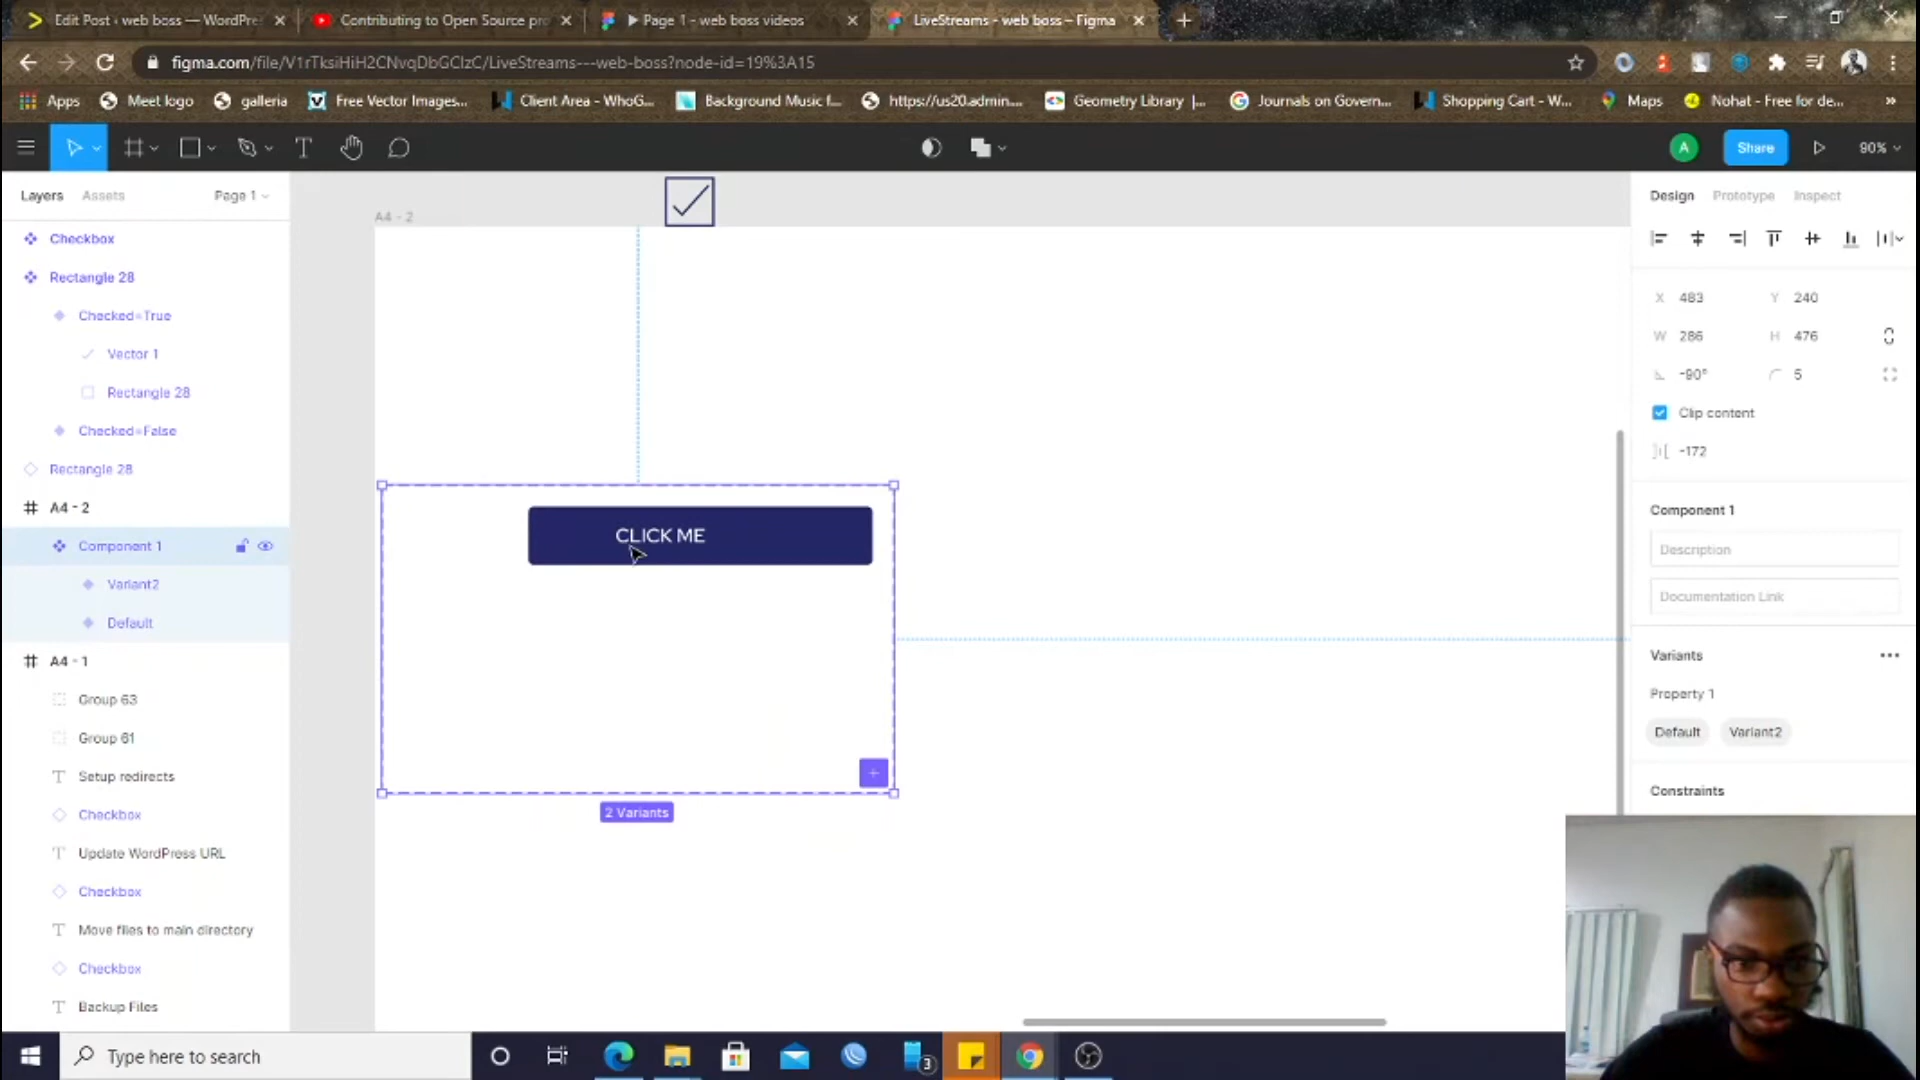 Edit Post ‹ web boss — WordPre
Contributing to Open Source pro
▶ Page 1 - web boss videos
LiveStreams - web boss – Figma
figma.com/file/V1rTksiHiH2CNvqDbGClzC/LiveStreams---web-boss?node-id=19%3A15
Apps
Meet logo
galleria
Free Vector Images...
Client Area - WhoG...
Background Music f...
https://us20.admin....
Geometry Library |...
Journals on Govern...
Shopping Cart - W...
Maps
Nohat - Free for de...
»
T
A
Share
90%
Layers
Assets
Page 1
Design
Prototype
Inspect
Checkbox
Rectangle 28
Checked=True
Vector 1
Rectangle 28
Checked=False
Rectangle 28
A4 - 2
Component 1
Variant2
Default
A4 - 1
Group 63
Group 61
Setup redirects
Checkbox
Update WordPress URL
Checkbox
Move files to main directory
Checkbox
Backup Files
A4 - 2
CLICK ME
2 Variants
X 483
Y 240
W 286
H 476
-90°
5
Clip content
-172
Component 1
Description
Documentation Link
Variants
Property 1
Default
Variant2
Constraints
Type here to search
3